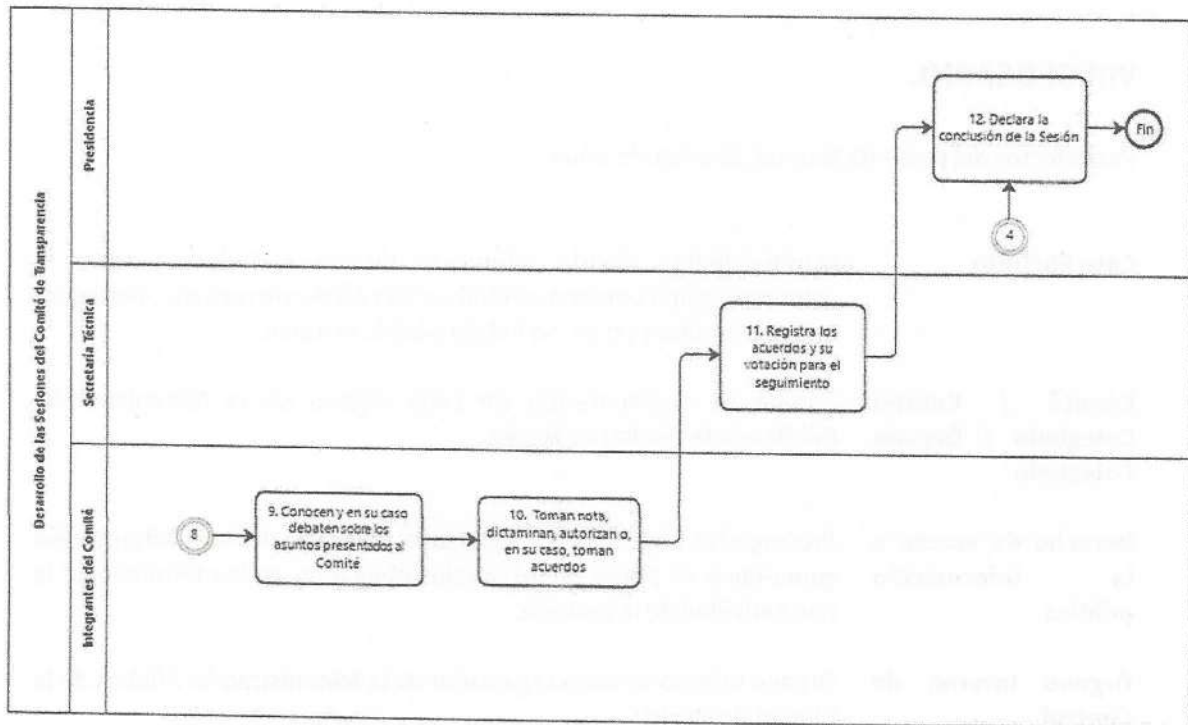 Desarrollo de las Sesiones del Comité de Transparencia
Presidencia
12. Declara la
conclusión de la Sesión
Fin
4
Secretaría Técnica
11. Registra los
acuerdos y su
votación para el
seguimiento
Integrantes del Comité
8
9. Conocen y en su caso
debaten sobre los
asuntos presentados al
Comité
10. Toman nota,
dictaminan, autorizan o,
en su caso, toman
acuerdos